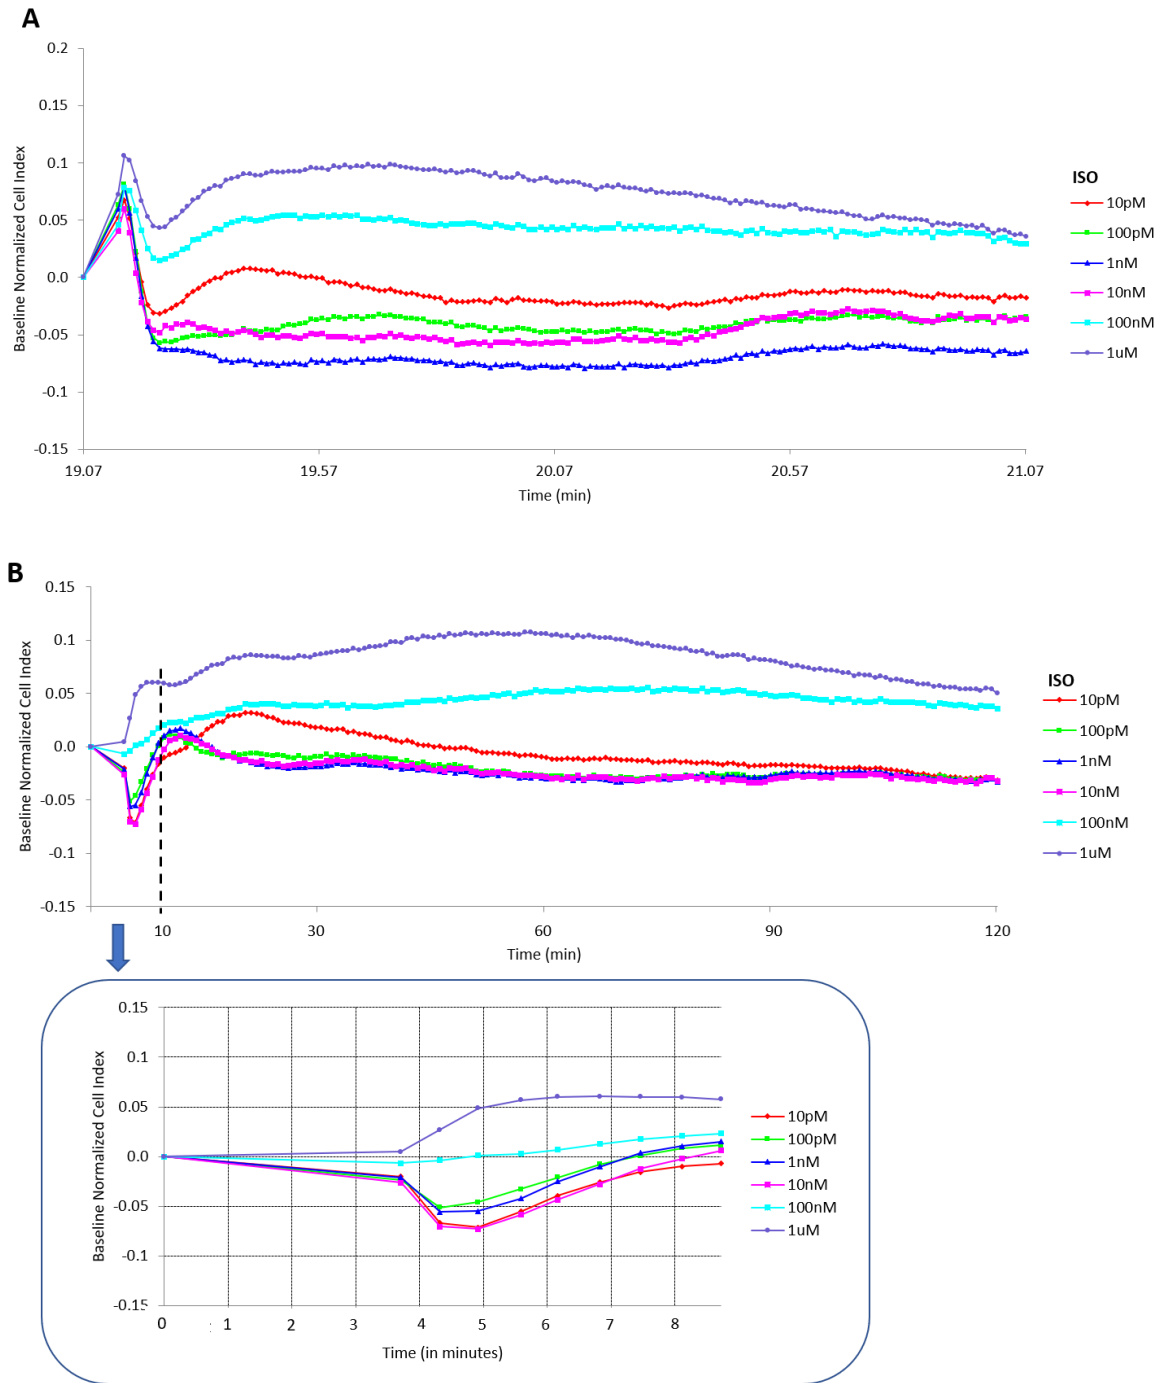 A
0.2
0.15
0.1
0.05
0.0
-0.05
-0.1
-0.15
Baseline Normalized Cell Index
19.07 19.57 20.07 20.57 21.07
Time (min)
ISO
10pM
100pM
1nM
10nM
100nM
1uM
B
0.15
0.1
0.05
0.0
-0.05
-0.1
-0.15
Baseline Normalized Cell Index
10 30 60 90 120
Time (min)
ISO
10pM
100pM
1nM
10nM
100nM
1uM
0.15
0.1
0.05
0.0
-0.05
-0.1
-0.15
Baseline Normalized Cell Index
0 1 2 3 4 5 6 7 8
Time (in minutes)
10pM
100pM
1nM
10nM
100nM
1uM